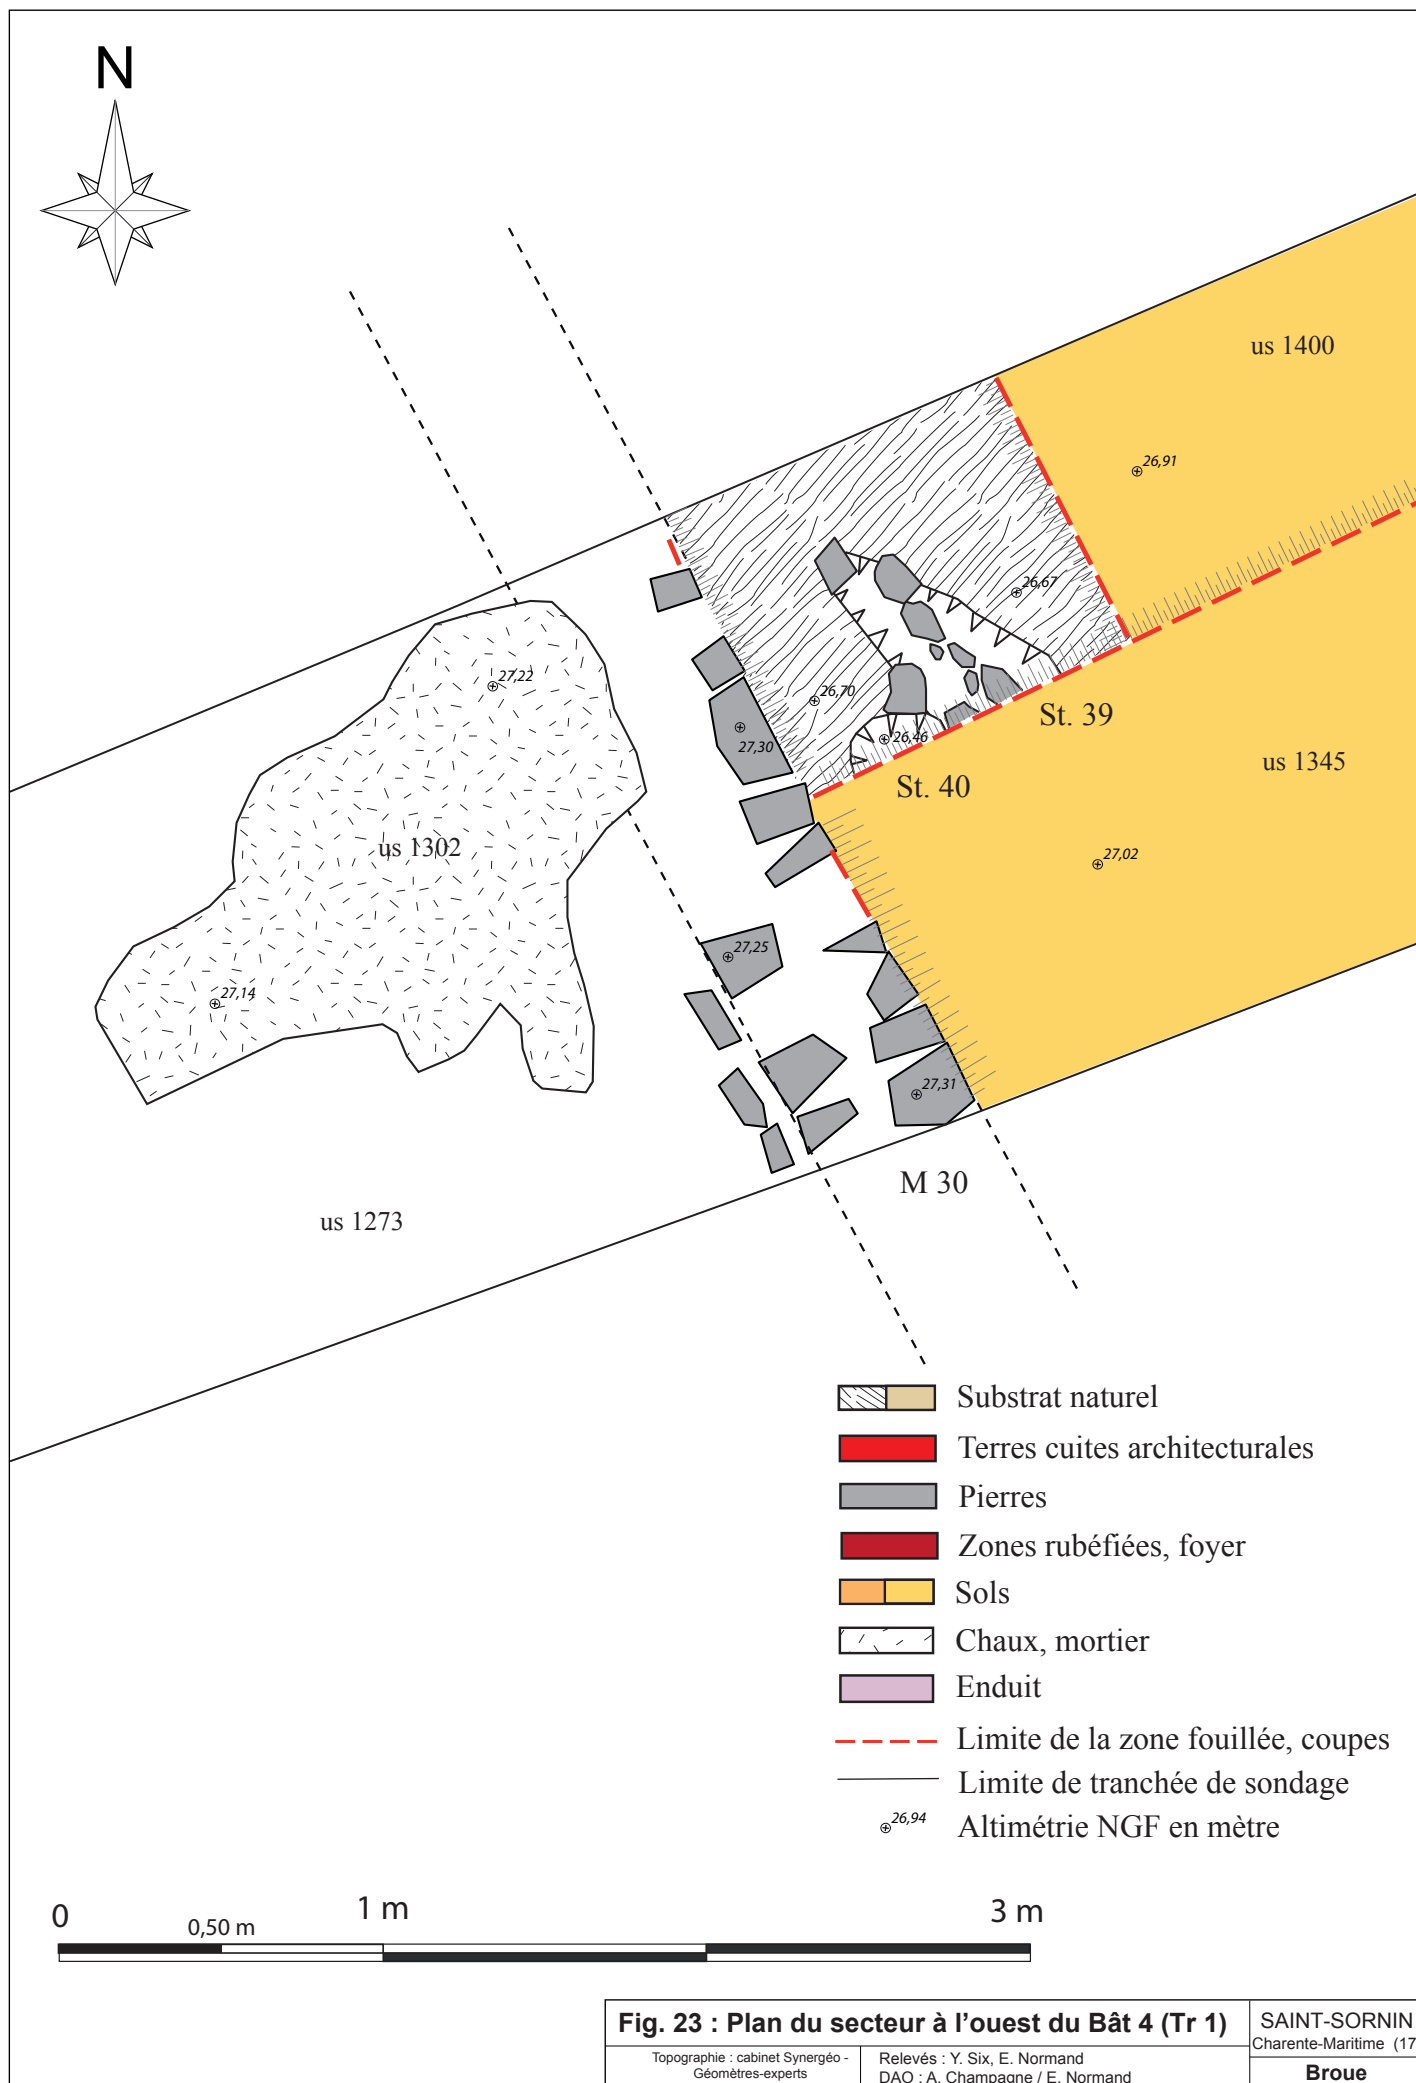 N
us 1400
26,91
26,67
27,22
26,70
St. 39
27,30
26,46
us 1345
St. 40
us 1302
27,02
27,25
27,14
27,31
M 30
us 1273
Substrat naturel
Terres cuites architecturales
Pierres
Zones rubéfiées, foyer
Sols
Chaux, mortier
Enduit
Limite de la zone fouillée, coupes
Limite de tranchée de sondage
26,94 Altimétrie NGF en mètre
0 0,50 m 1 m 3 m
Fig. 23 : Plan du secteur à l'ouest du Bât 4 (Tr 1)
SAINT-SORNIN
Charente-Maritime (17
Topographie : cabinet Synergéo -
Géomètres-experts
Relevés : Y. Six, E. Normand
DAO : A. Champagne / E. Normand
Broue